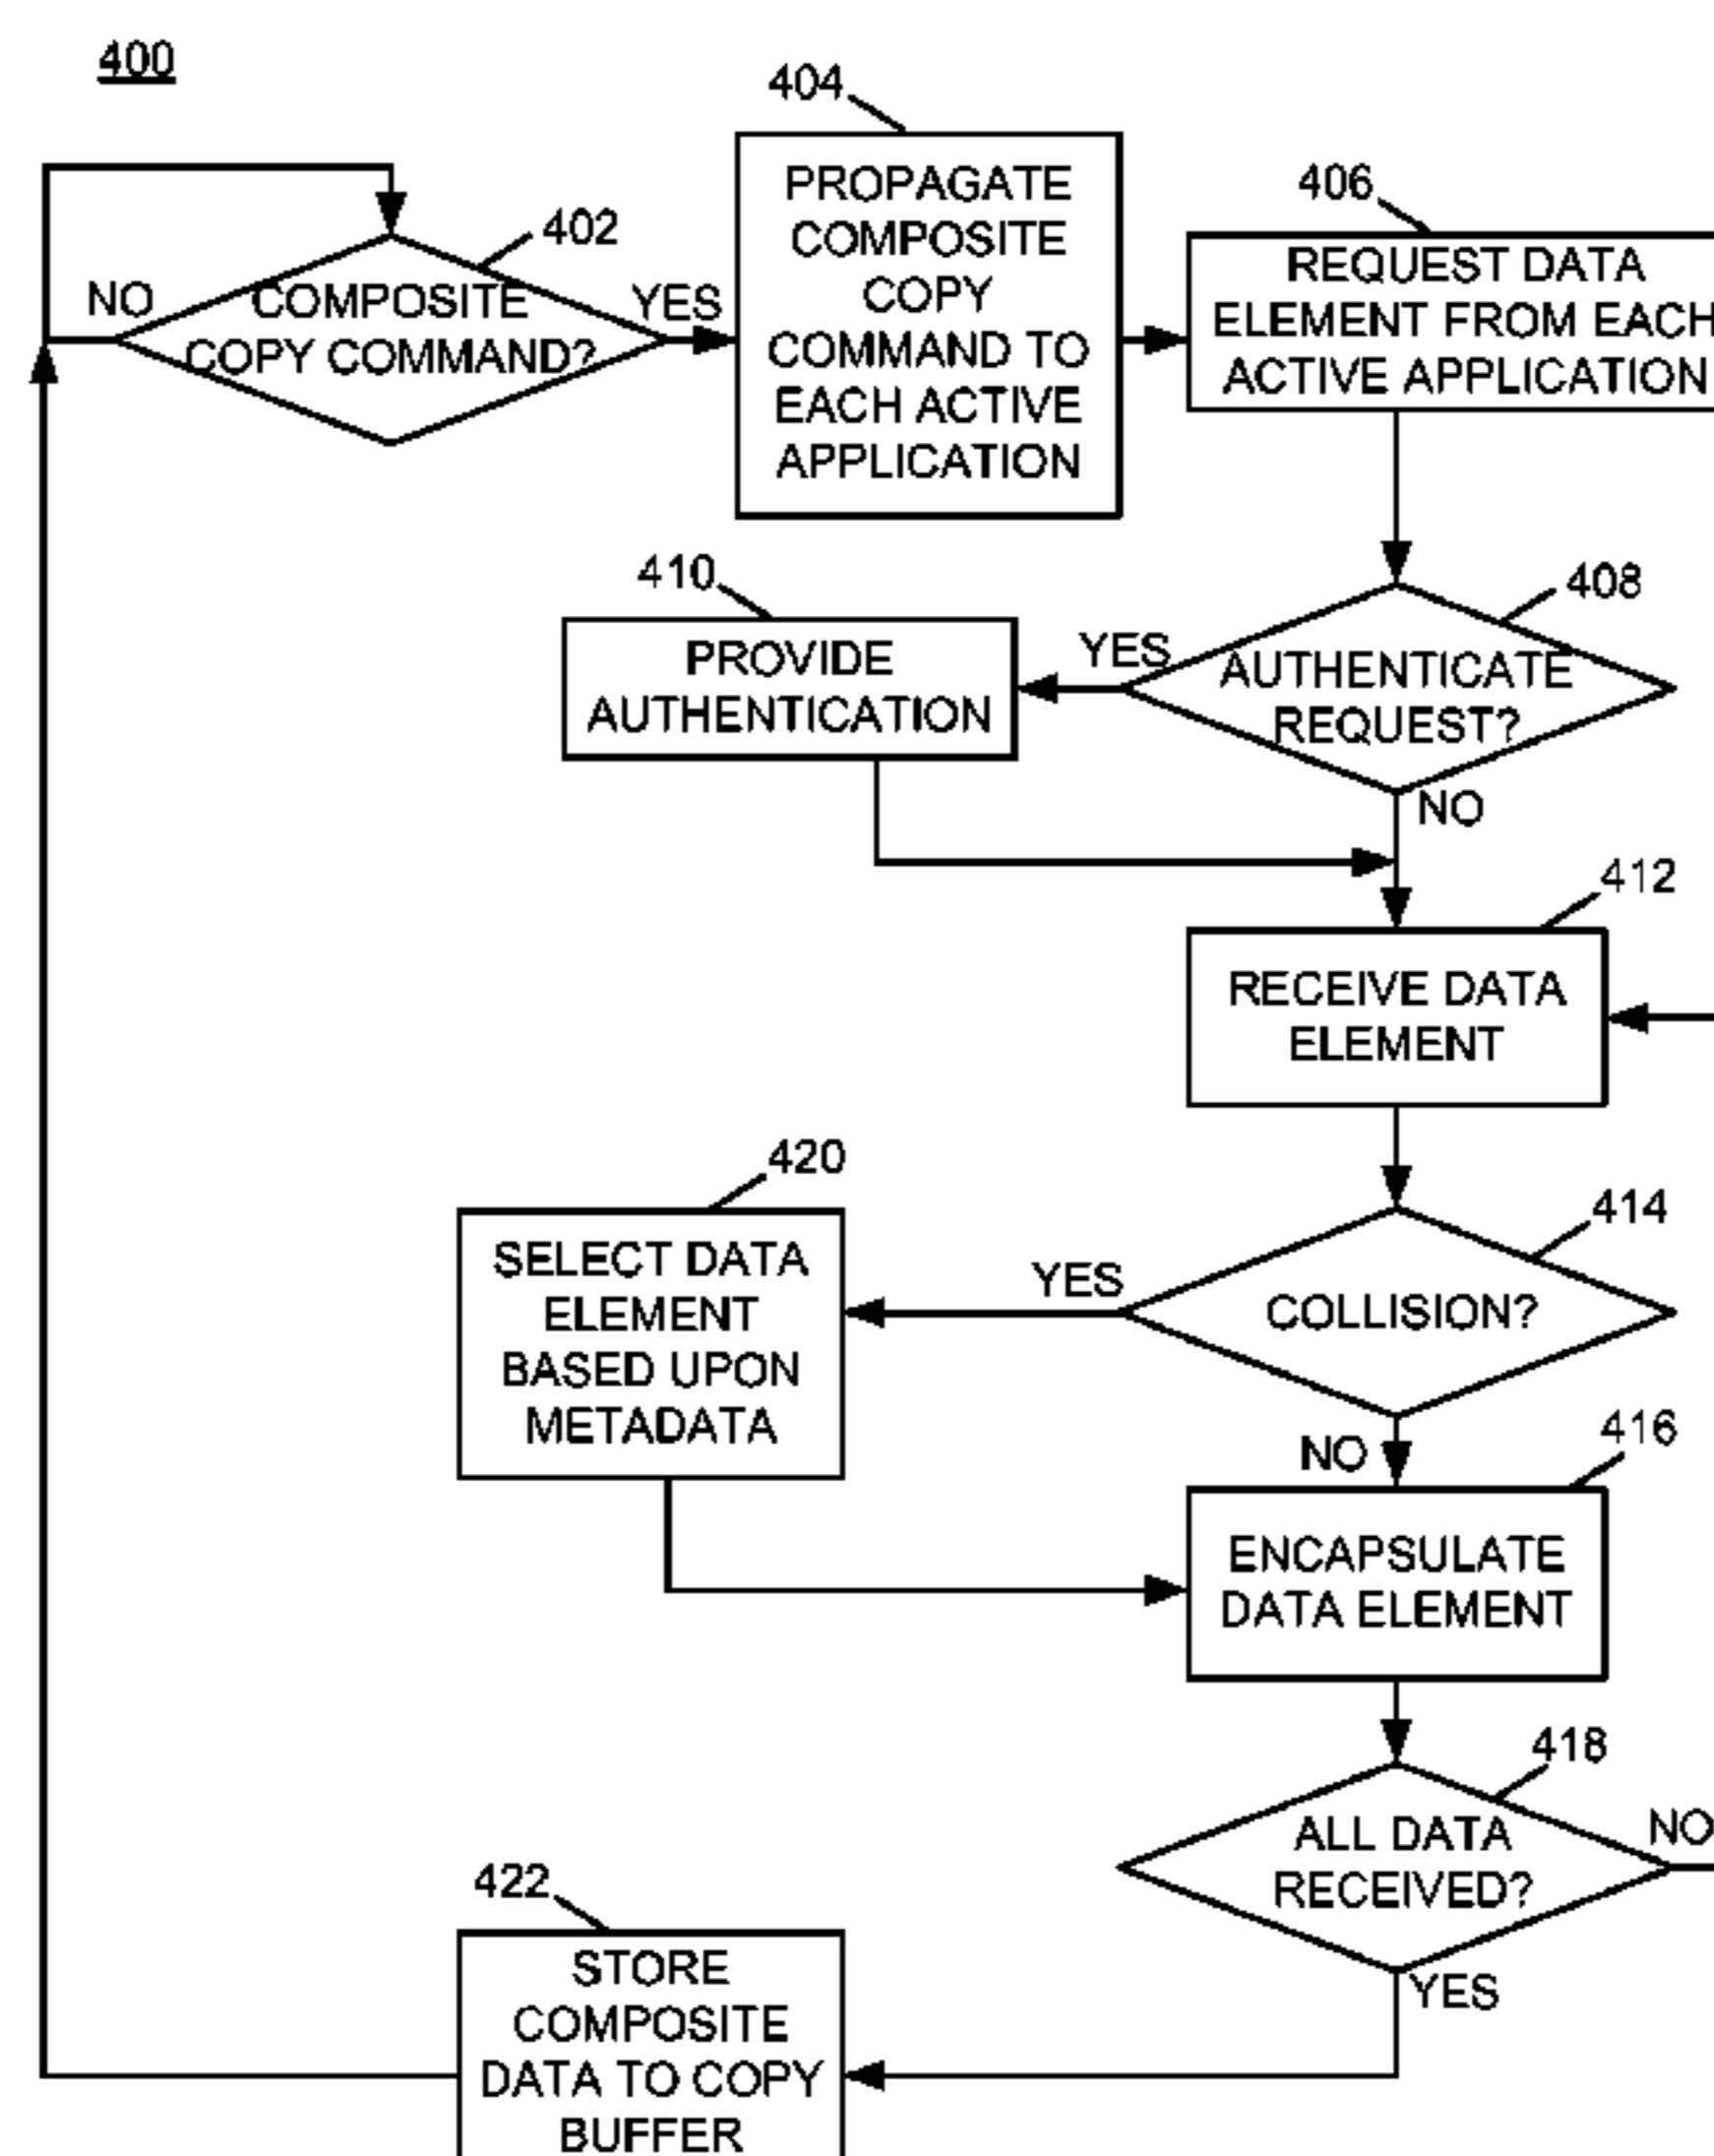 400
404
PROPAGATE
COMPOSITE
COPY
COMMAND TO
EACH ACTIVE
APPLICATION
406
REQUEST DATA
ELEMENT FROM EACH
ACTIVE APPLICATION
402
NO
COMPOSITE
COPY COMMAND?
YES
410
PROVIDE
AUTHENTICATION
408
YES
AUTHENTICATE
REQUEST?
NO
412
RECEIVE DATA
ELEMENT
420
SELECT DATA
ELEMENT
BASED UPON
METADATA
414
YES
COLLISION?
NO
416
ENCAPSULATE
DATA ELEMENT
418
ALL DATA
RECEIVED?
NO
YES
422
STORE
COMPOSITE
DATA TO COPY
BUFFER